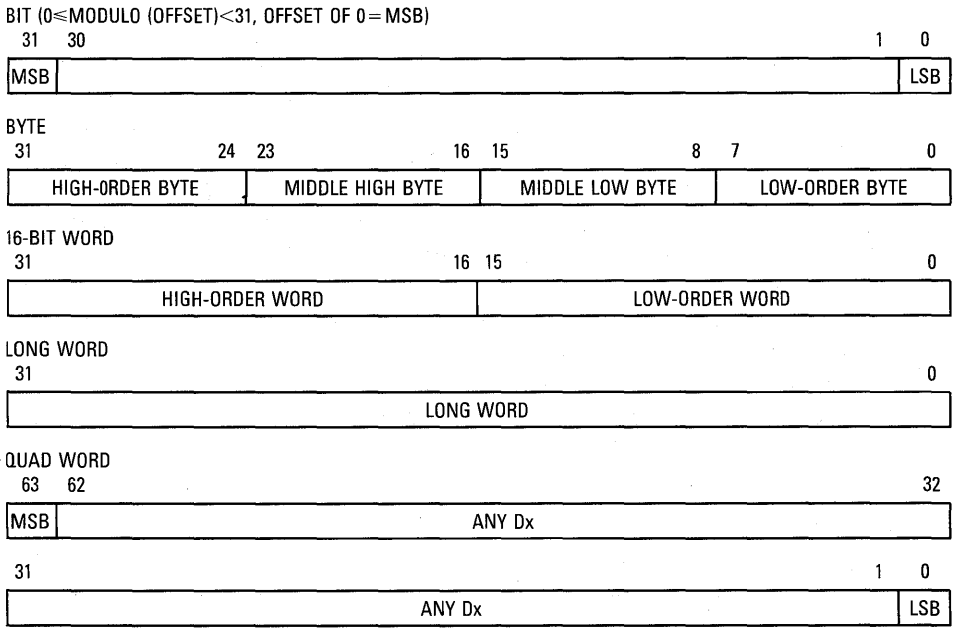 BIT (0≤MODULO (OFFSET)<31, OFFSET OF 0=MSB)
31 30 1 0
MSB LSB
BYTE
31 24 23 16 15 8 7 0
HIGH-ORDER BYTE MIDDLE HIGH BYTE MIDDLE LOW BYTE LOW-ORDER BYTE
16-BIT WORD
31 16 15 0
HIGH-ORDER WORD LOW-ORDER WORD
LONG WORD
31 0
LONG WORD
QUAD WORD
63 62 32
MSB ANY Dx
31 1 0
ANY Dx LSB